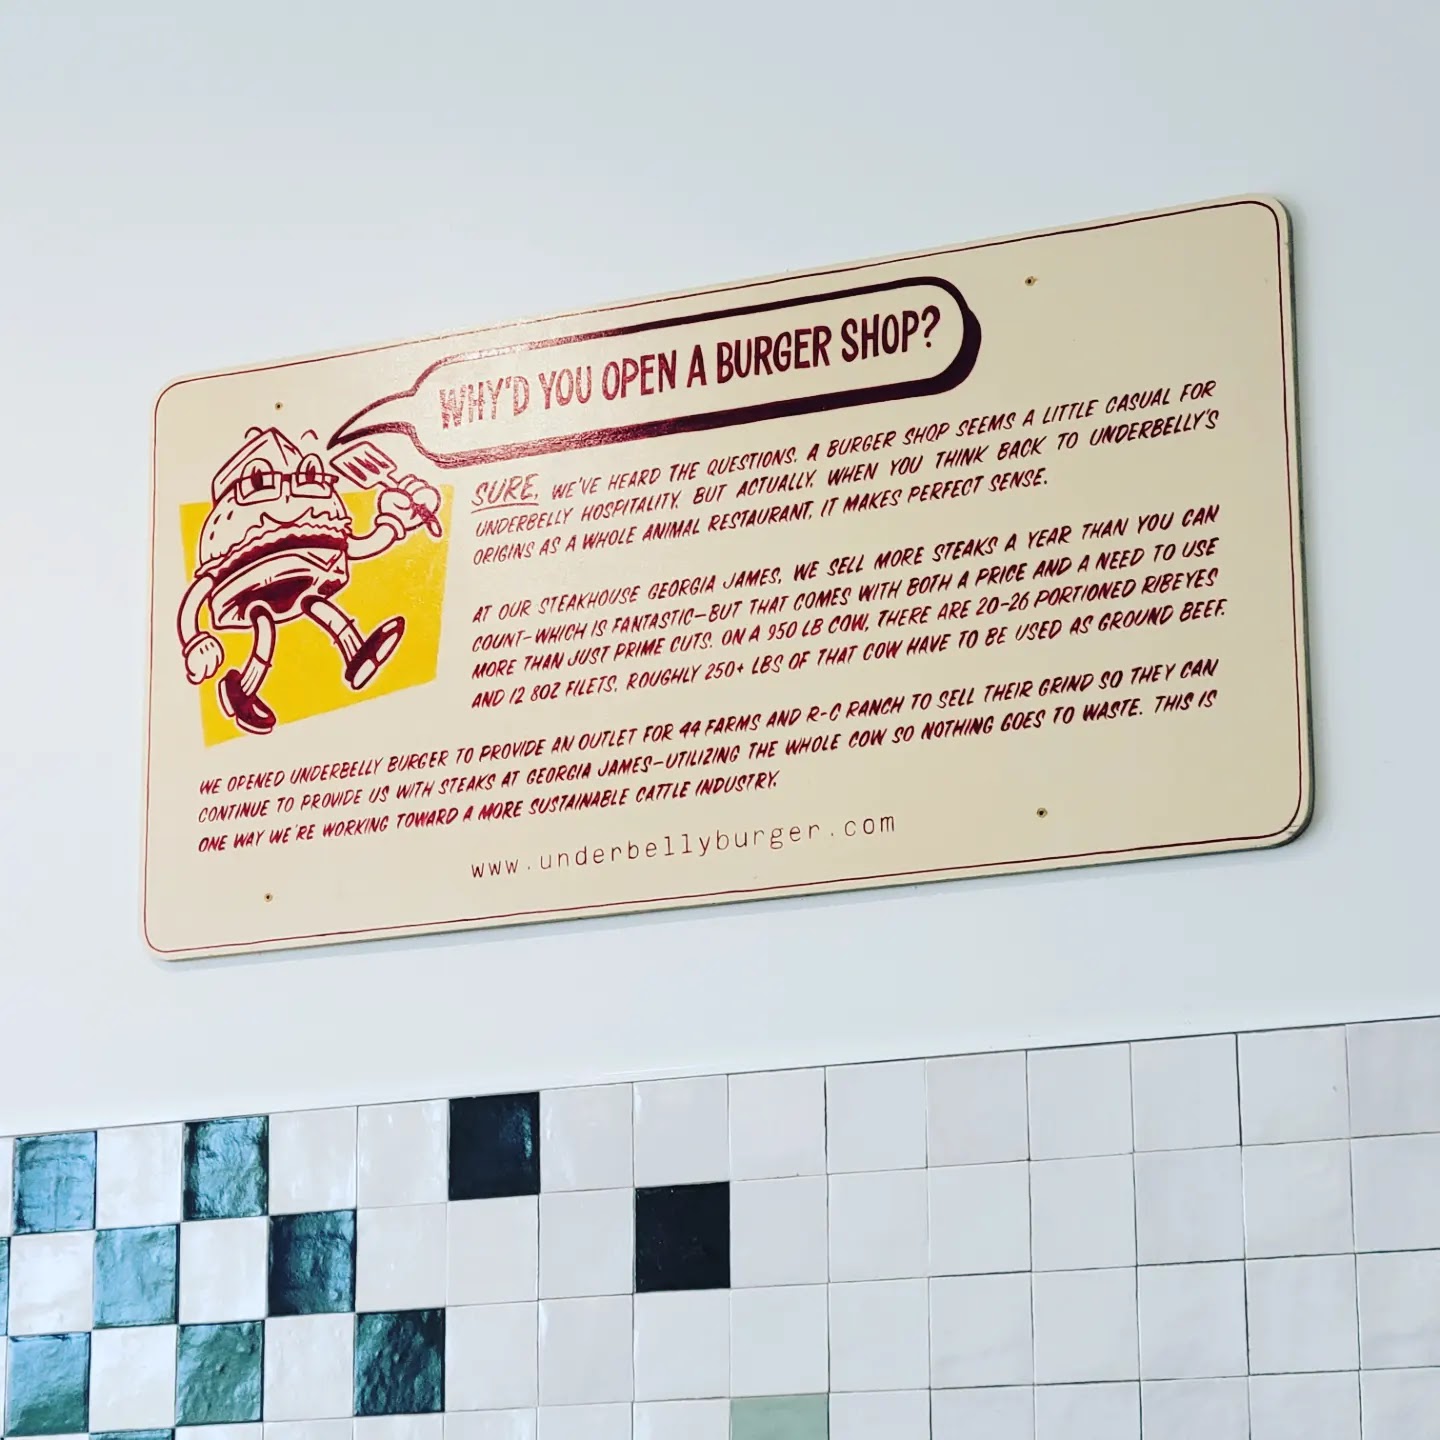 WHY'D YOU OPEN A BURGER SHOP?
SURE, WE'VE HEARD THE QUESTIONS. A BURGER SHOP SEEMS A LITTLE CASUAL FOR
UNDERBELLY HOSPITALITY. BUT ACTUALLY, WHEN YOU THINK BACK TO UNDERBELLY'S
ORIGINS AS A WHOLE ANIMAL RESTAURANT, IT MAKES PERFECT SENSE.
AT OUR STEAKHOUSE GEORGIA JAMES, WE SELL MORE STEAKS A YEAR THAN YOU CAN
COUNT—WHICH IS FANTASTIC—BUT THAT COMES WITH BOTH A PRICE AND A NEED TO USE
MORE THAN JUST PRIME CUTS. ON A 950 LB COW, THERE ARE 20-26 PORTIONED RIBEYES
AND 12 8OZ FILETS. ROUGHLY 250+ LBS OF THAT COW HAVE TO BE USED AS GROUND BEEF.
WE OPENED UNDERBELLY BURGER TO PROVIDE AN OUTLET FOR 44 FARMS AND R-C RANCH TO SELL THEIR GRIND SO THEY CAN
CONTINUE TO PROVIDE US WITH STEAKS AT GEORGIA JAMES—UTILIZING THE WHOLE COW SO NOTHING GOES TO WASTE. THIS IS
ONE WAY WE'RE WORKING TOWARD A MORE SUSTAINABLE CATTLE INDUSTRY.
www.underbellyburger.com